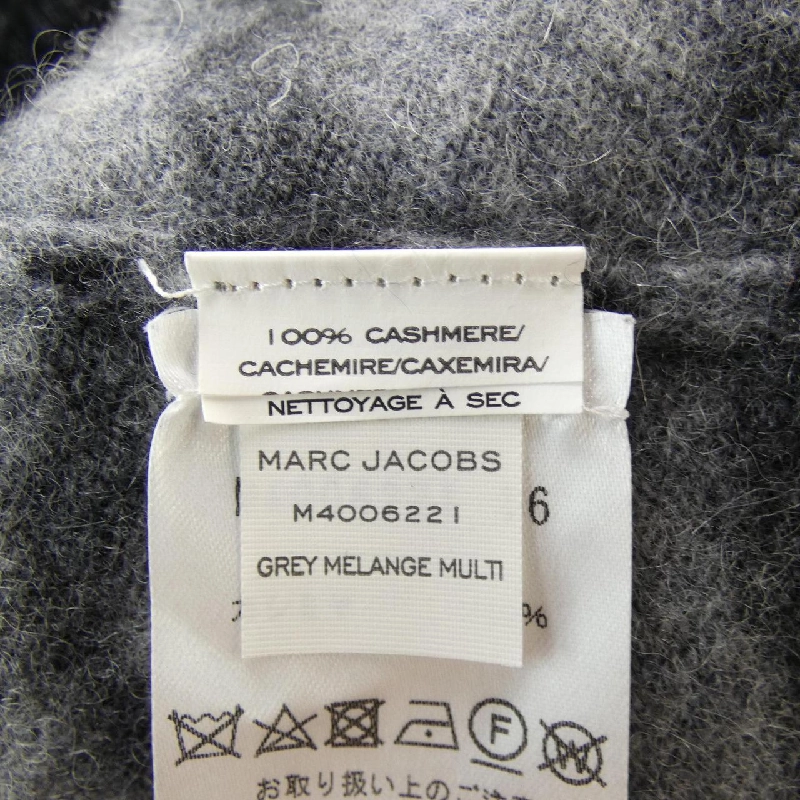 100% CASHMERE/
CACHEMIRE/CAXEMIRA/
NETTOYAGE À SEC
MARC JACOBS
M4006221
6
GREY MELANGE MULTI
%
F
W
お取り扱い上のご注意